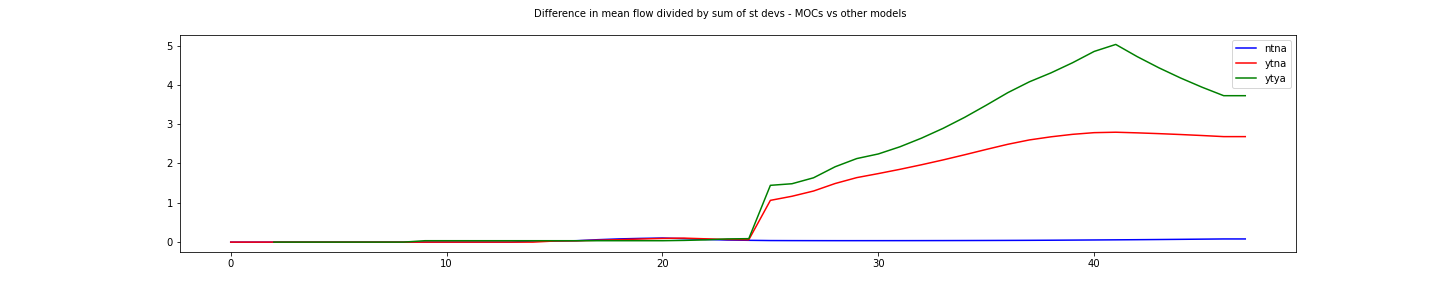 Difference in mean flow divided by sum of st devs - MOCs vs other models
5
4
3
2
1
0
0 10 20 30 40
ntna
ytna
ytya